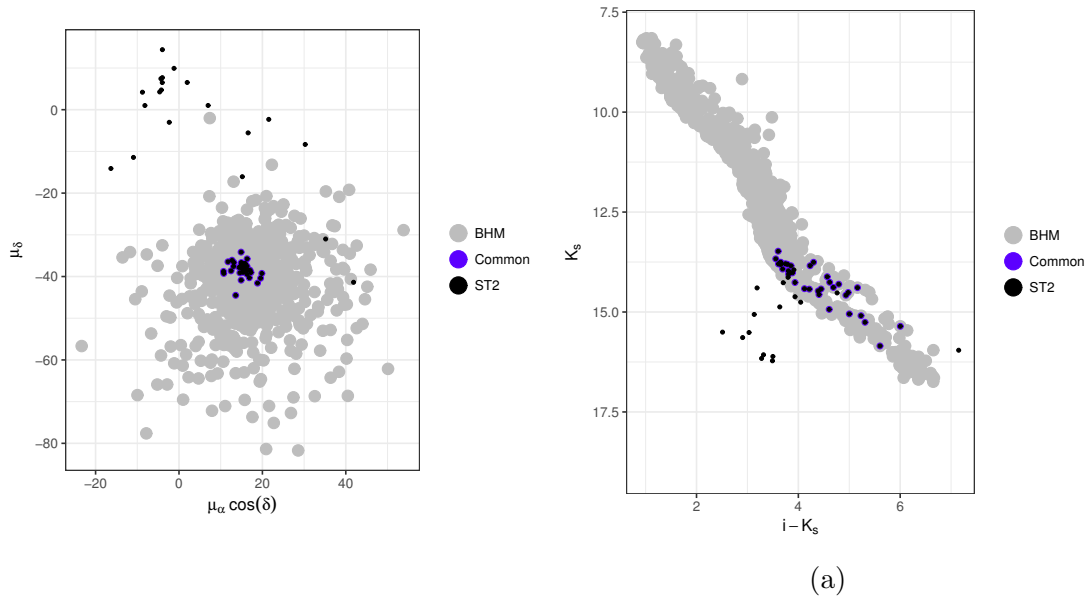 0
−20
−40
−60
−80
−20
0
20
40
μδ
μα cos(δ)
BHM
Common
ST2
7.5
10.0
12.5
15.0
17.5
2
4
6
Ks
i − Ks
BHM
Common
ST2
(a)